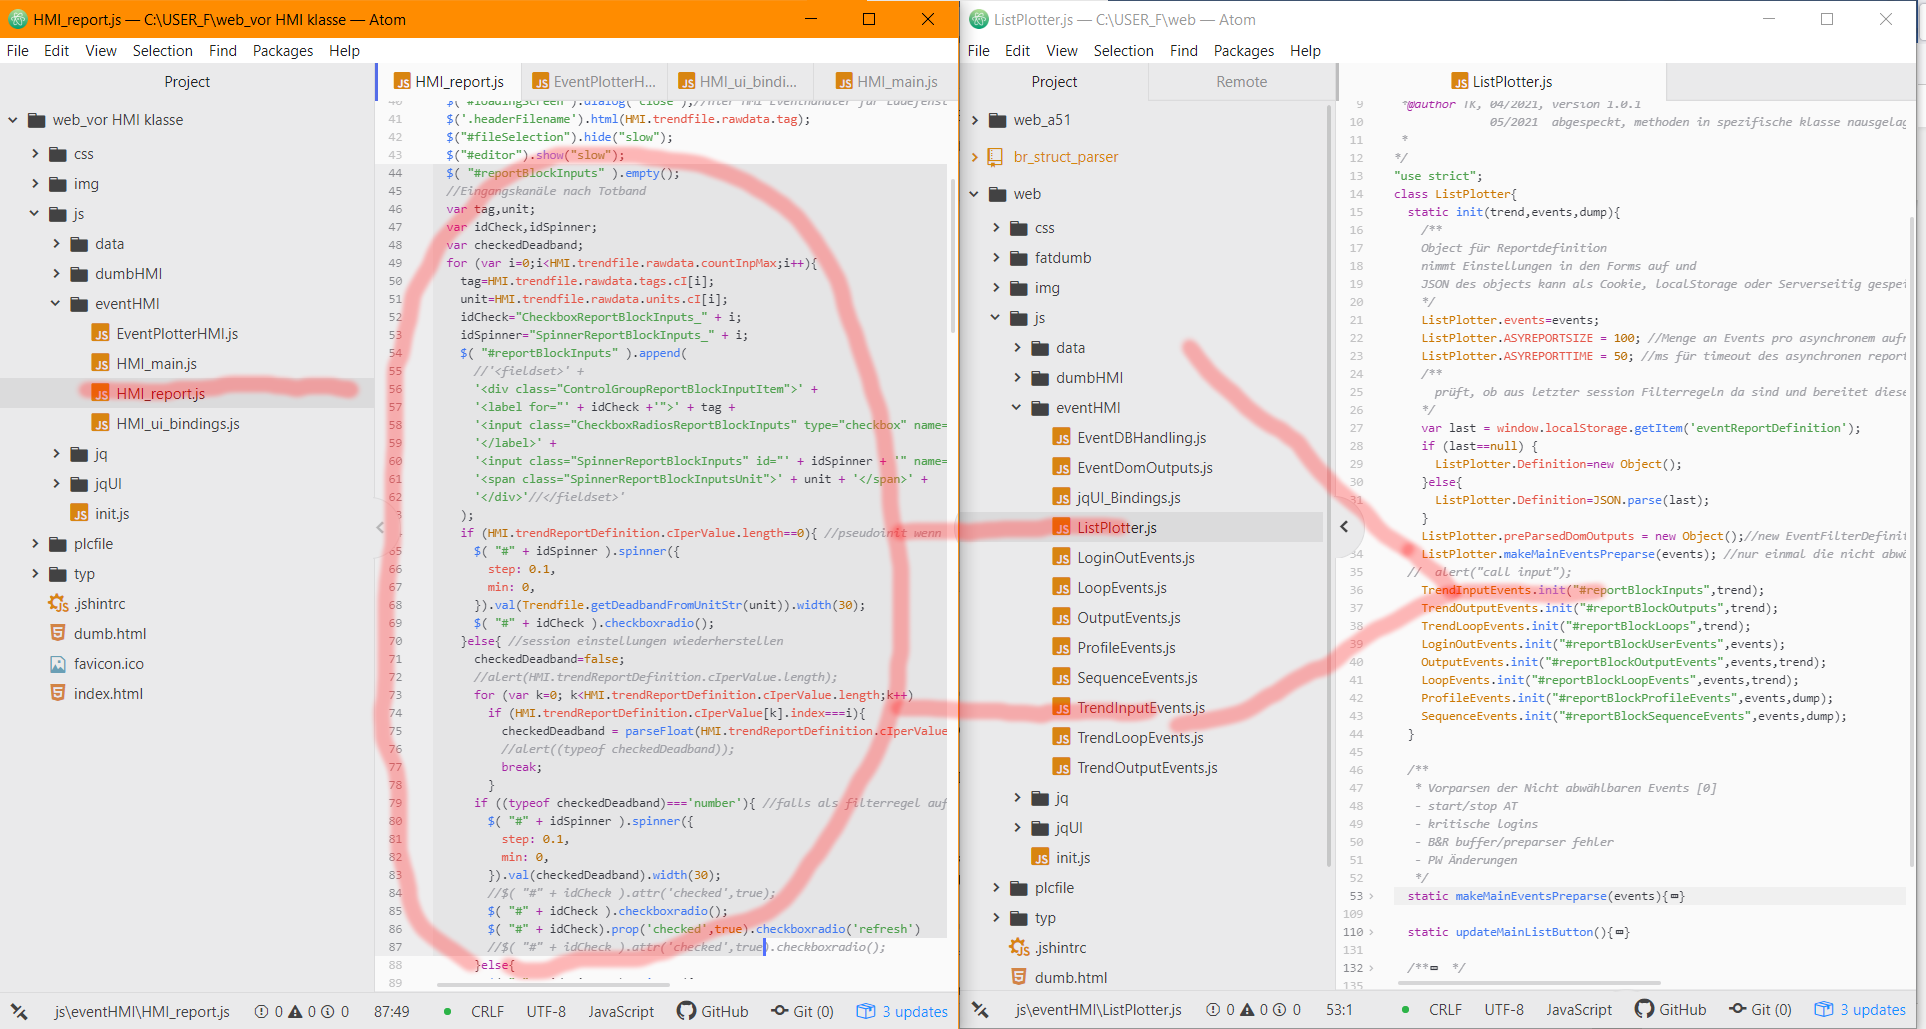 HMI_report.js — C:\USER_F\web_vor HMI klasse — Atom
File Edit View Selection Find Packages Help
Project
web_vor HMI klasse
css
img
js
data
dumbHMI
eventHMI
EventPlotterHMI.js
HMI_main.js
HMI_report.js
HMI_ui_bindings.js
jq
jqUI
init.js
plcfile
typ
.jshintrc
dumb.html
favicon.ico
index.html
HMI_report.js EventPlotterH... HMI_ui_bindi... HMI_main.js
40 $("#loadingScreen").dialog("close");//hier HMI Eventhandler für Ladefenst
41 $('.headerFilename').html(HMI.trendfile.rawdata.tag);
42 $("#fileSelection").hide("slow");
43 $("#editor").show("slow");
44 $( "#reportBlockInputs" ).empty();
45 //Eingangskanäle nach Totband
46 var tag,unit;
47 var idCheck,idSpinner;
48 var checkedDeadband;
49 for (var i=0;i<HMI.trendfile.rawdata.countInpMax;i++){
50 tag=HMI.trendfile.rawdata.tags.cI[i];
51 unit=HMI.trendfile.rawdata.units.cI[i];
52 idCheck="CheckboxReportBlockInputs_" + i;
53 idSpinner="SpinnerReportBlockInputs_" + i;
54 $( "#reportBlockInputs" ).append(
55 //'<fieldset>' +
56 '<div class="ControlGroupReportBlockInputItem">' +
57 '<label for="' + idCheck +'">' + tag +
58 '<input class="CheckboxRadiosReportBlockInputs" type="checkbox" name=
59 '</label>' +
60 '<input class="SpinnerReportBlockInputs" id="' + idSpinner + '" name=
61 '<span class="SpinnerReportBlockInputsUnit">' + unit + '</span>' +
62 '</div>'//</fieldset>'
3 );
64 if (HMI.trendReportDefinition.cIperValue.length==0){ //pseudoinit wenn
65 $( "#" + idSpinner ).spinner({
66 step: 0.1,
67 min: 0,
68 }).val(Trendfile.getDeadbandFromUnitStr(unit)).width(30);
69 $( "#" + idCheck ).checkboxradio();
70 }else{ //session einstellungen wiederherstellen
71 checkedDeadband=false;
72 //alert(HMI.trendReportDefinition.cIperValue.length);
73 for (var k=0; k<HMI.trendReportDefinition.cIperValue.length;k++)
74 if (HMI.trendReportDefinition.cIperValue[k].index===i){
75 checkedDeadband = parseFloat(HMI.trendReportDefinition.cIperValue
76 //alert((typeof checkedDeadband));
77 break;
78 }
79 if ((typeof checkedDeadband)==='number'){ //falls als filterregel auf
80 $( "#" + idSpinner ).spinner({
81 step: 0.1,
82 min: 0,
83 }).val(checkedDeadband).width(30);
84 //$( "#" + idCheck ).attr('checked',true);
85 $( "#" + idCheck ).checkboxradio();
86 $( "#" + idCheck).prop('checked',true).checkboxradio('refresh')
87 //$( "#" + idCheck ).attr('checked',true).checkboxradio();
88 }else{
89
js\eventHMI\HMI_report.js 0 0 0 87:49 CRLF UTF-8 JavaScript GitHub Git (0) 3 updates
ListPlotter.js — C:\USER_F\web — Atom
File Edit View Selection Find Packages Help
Project Remote
web_a51
br_struct_parser
web
css
fatdumb
img
js
data
dumbHMI
eventHMI
EventDBHandling.js
EventDomOutputs.js
jqUI_Bindings.js
ListPlotter.js
LoginOutEvents.js
LoopEvents.js
OutputEvents.js
ProfileEvents.js
SequenceEvents.js
TrendInputEvents.js
TrendLoopEvents.js
TrendOutputEvents.js
jq
jqUI
init.js
plcfile
typ
.jshintrc
dumb.html
ListPlotter.js
9 *@author TK, 04/2021, version 1.0.1
10 05/2021 abgespeckt, methoden in spezifische klasse nausgelag
11 *
12 */
13 "use strict";
14 class ListPlotter{
15 static init(trend,events,dump){
16 /**
17 Object für Reportdefinition
18 nimmt Einstellungen in den Forms auf und
19 JSON des objects kann als Cookie, localStorage oder Serverseitig gespei
20 */
21 ListPlotter.events=events;
22 ListPlotter.ASYREPORTSIZE = 100; //Menge an Events pro asynchronem aufr
23 ListPlotter.ASYREPORTTIME = 50; //ms für timeout des asynchronen report
24 /**
25 prüft, ob aus letzter session Filterregeln da sind und bereitet diese
26 */
27 var last = window.localStorage.getItem('eventReportDefinition');
28 if (last==null) {
29 ListPlotter.Definition=new Object();
30 }else{
31 ListPlotter.Definition=JSON.parse(last);
}
ListPlotter.preParsedDomOutputs = new Object();//new EventFilterDefinit
34 ListPlotter.makeMainEventsPreparse(events); //nur einmal die nicht abwä
35 // alert("call input");
36 TrendInputEvents.init("#reportBlockInputs",trend);
37 TrendOutputEvents.init("#reportBlockOutputs",trend);
38 TrendLoopEvents.init("#reportBlockLoops",trend);
39 LoginOutEvents.init("#reportBlockUserEvents",events);
40 OutputEvents.init("#reportBlockOutputEvents",events,trend);
41 LoopEvents.init("#reportBlockLoopEvents",events,trend);
42 ProfileEvents.init("#reportBlockProfileEvents",events,dump);
43 SequenceEvents.init("#reportBlockSequenceEvents",events,dump);
44 }
45
46 /**
47 * Vorparsen der Nicht abwählbaren Events [0]
48 - start/stop AT
49 - kritische logins
50 - B&R buffer/preparser fehler
51 - PW Änderungen
52 */
53 static makeMainEventsPreparse(events){}
109
110 static updateMainListButton(){}
131
132 /** */
135
js\eventHMI\ListPlotter.js 0 0 0 53:1 CRLF UTF-8 JavaScript GitHub Git (0) 3 updates